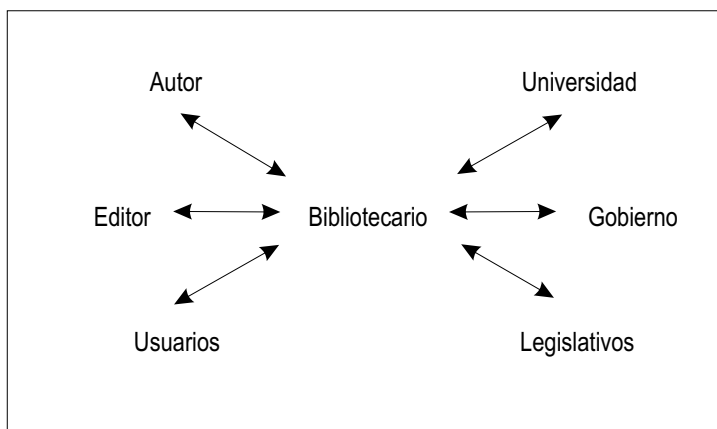 Autor
Universidad
Editor
Bibliotecario
Gobierno
Usuarios
Legislativos